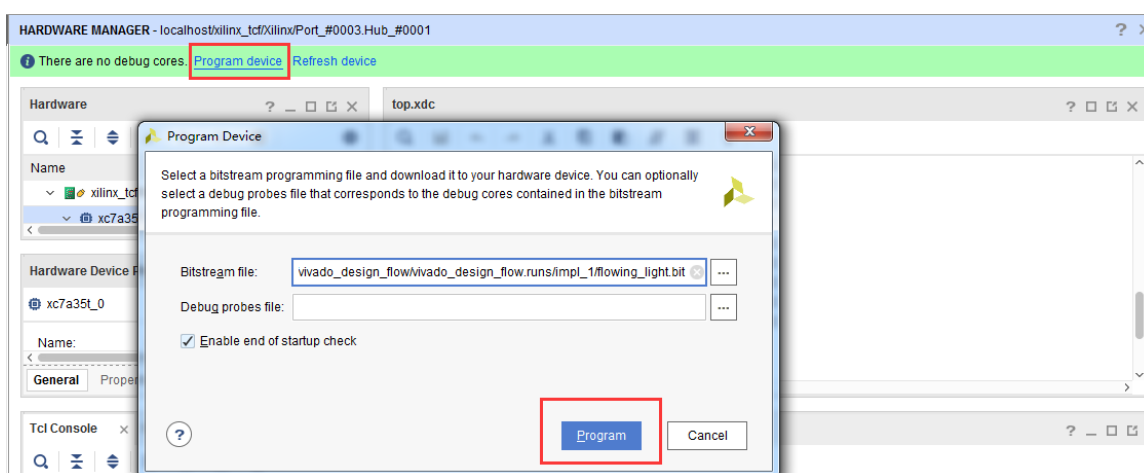 HARDWARE MANAGER - localhost/xilinx_tcf/Xilinx/Port_#0003.Hub_#0001
There are no debug cores. Program device Refresh device
Hardware
top.xdc
Program Device
Name
xilinx_tcf
xc7a35
Select a bitstream programming file and download it to your hardware device. You can optionally
select a debug probes file that corresponds to the debug cores contained in the bitstream
programming file.
Hardware Device P
Bitstream file: vivado_design_flow/vivado_design_flow.runs/impl_1/flowing_light.bit ...
xc7a35t_0
Debug probes file: ...
Name:
Enable end of startup check
General Proper
Tcl Console
? Program Cancel